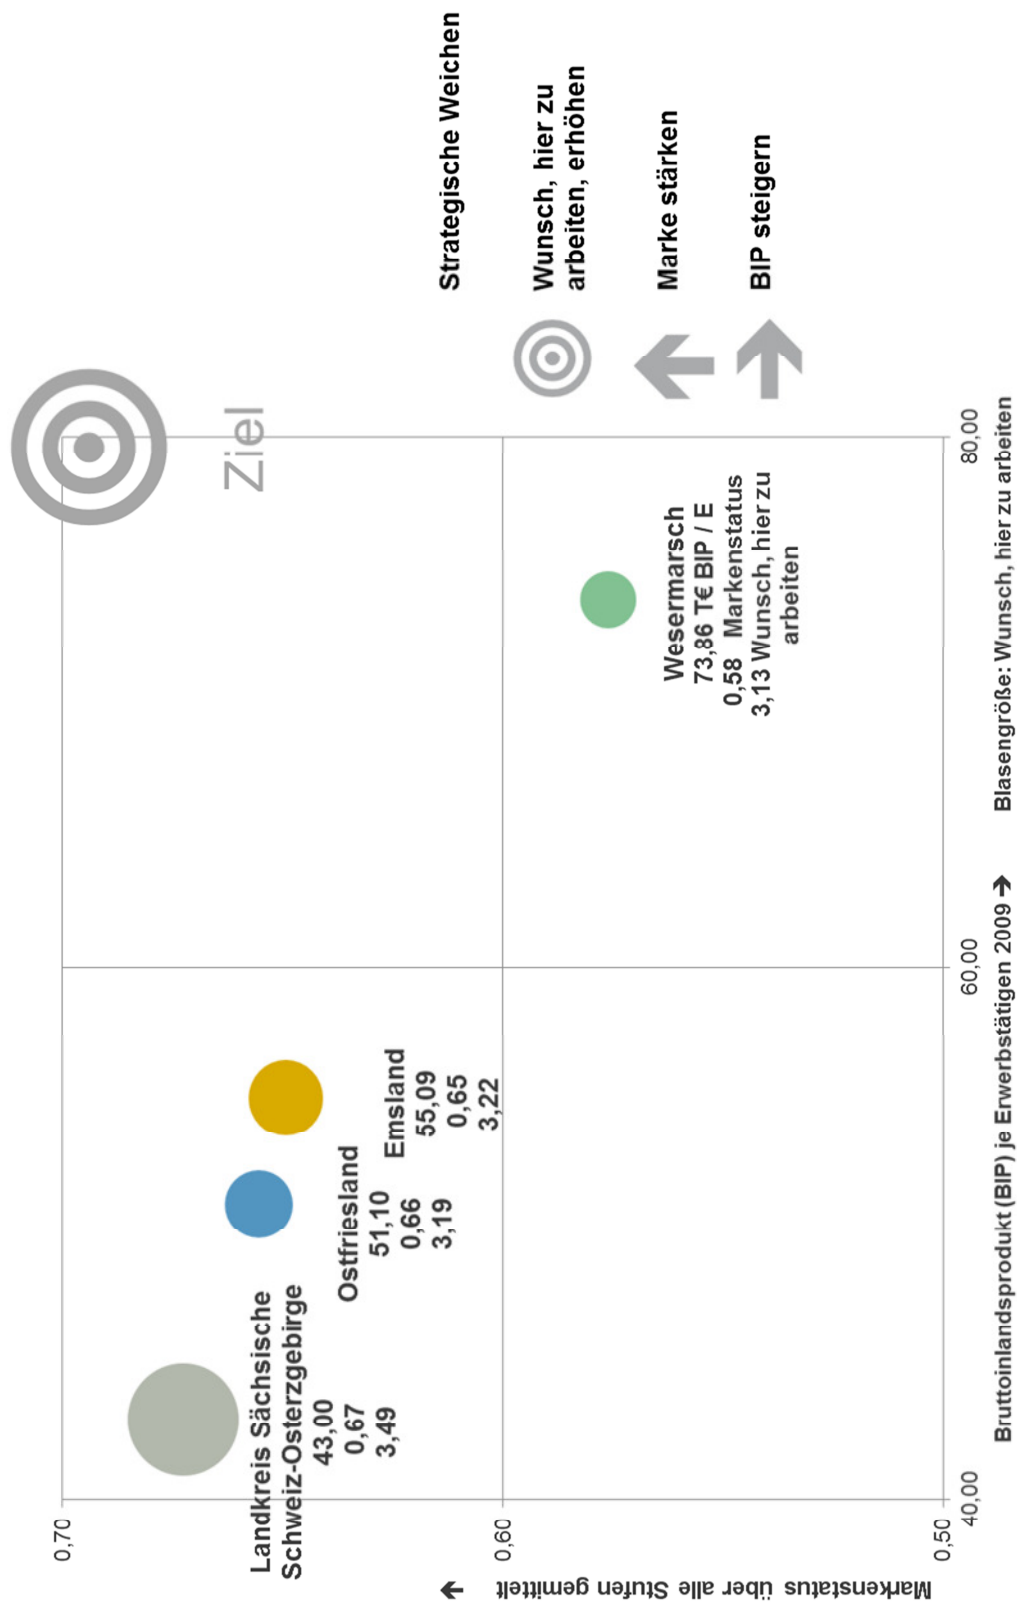 Ziel
Strategische Weichen
Wunsch, hier zu
arbeiten, erhöhen
Marke stärken
BIP steigern
0,70
0,60
0,50
Markenstatus über alle Stufen gemittelt ➔
Landkreis Sächsische
Schweiz-Osterzgebirge
43,00
0,67
3,49
Ostfriesland
51,10
0,66
3,19
Emsland
55,09
0,65
3,22
Wesermarsch
73,86 T€ BIP / E
0,58 Markenstatus
3,13 Wunsch, hier zu
arbeiten
40,00
60,00
80,00
Bruttoinlandsprodukt (BIP) je Erwerbstätigen 2009 ➔
Blasengröße: Wunsch, hier zu arbeiten